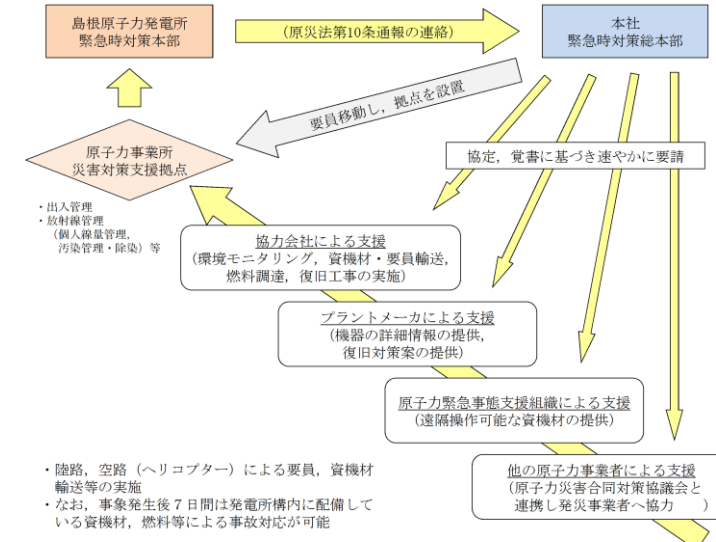 島根原子力発電所
緊急時対策本部
(原災法第10条通報の連絡)
本社
緊急時対策総本部
要員移動し，拠点を設置
原子力事業所
災害対策支援拠点
協定，覚書に基づき速やかに要請
・出入管理
・放射線管理
（個人線量管理，
汚染管理・除染）等
協力会社による支援
（環境モニタリング，資機材・要員輸送，
燃料調達，復旧工事の実施）
プラントメーカによる支援
（機器の詳細情報の提供，
復旧対策案の提供）
原子力緊急事態支援組織による支援
（遠隔操作可能な資機材の提供）
他の原子力事業者による支援
（原子力災害合同対策協議会と
連携し発災事業者へ協力　　）
・陸路，空路（ヘリコプター）による要員，資機材
輸送等の実施
・なお，事象発生後７日間は発電所構内に配備して
いる資機材，燃料等による事故対応が可能